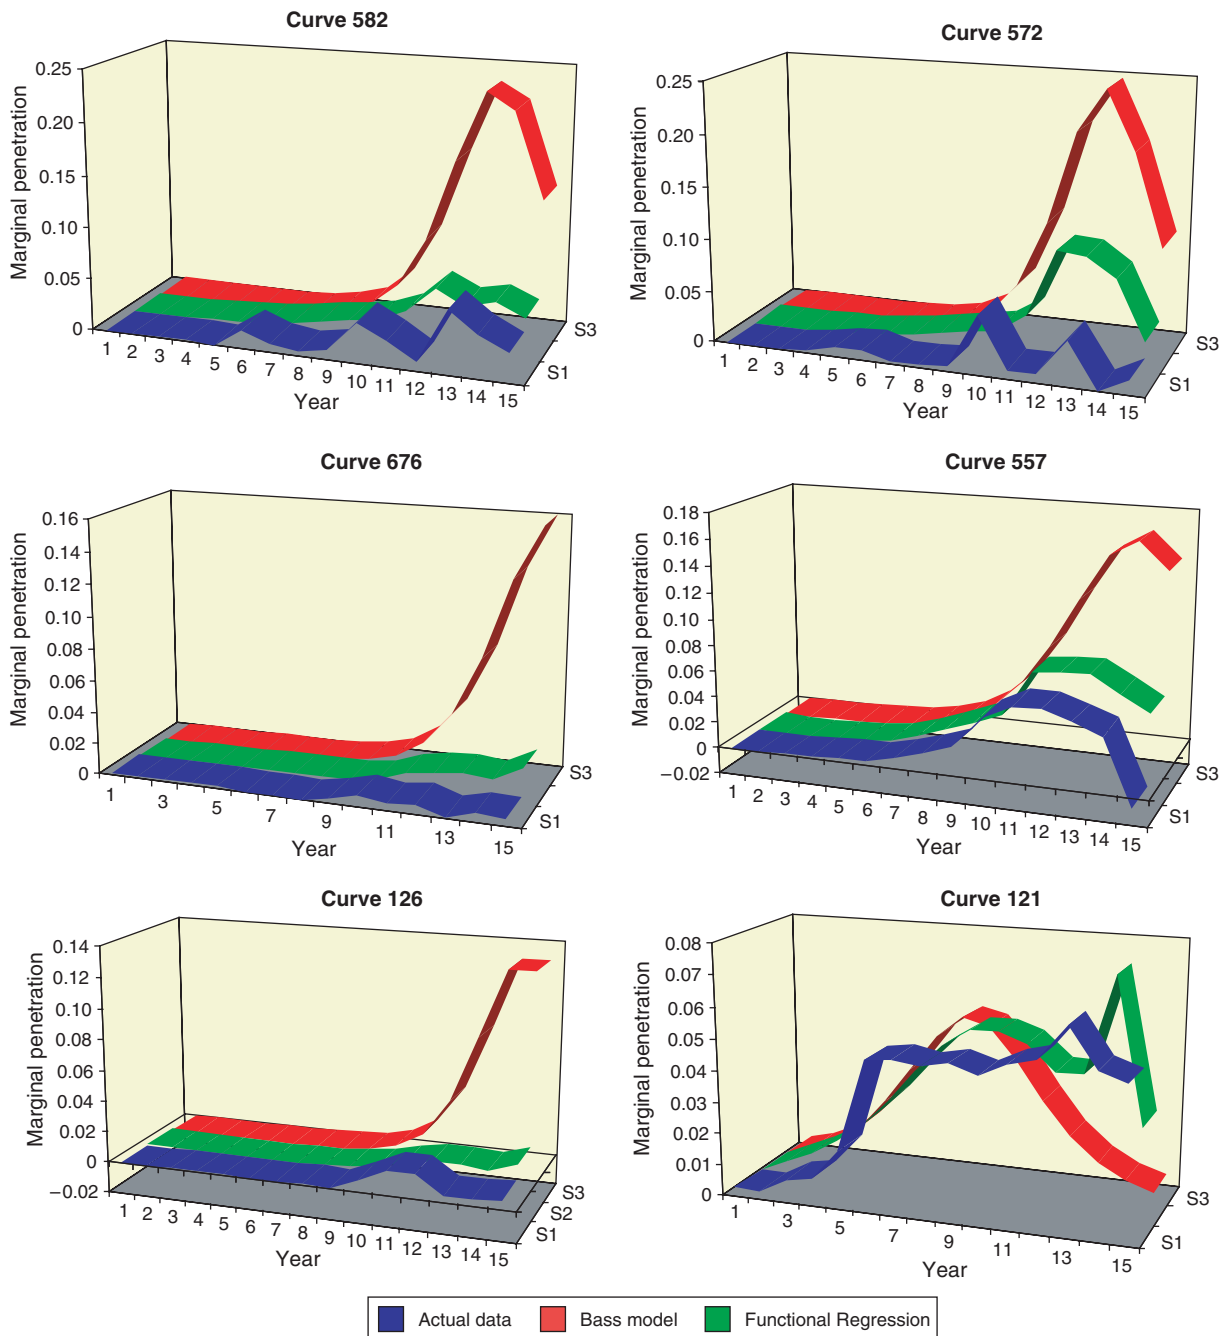 Curve 582
Marginal penetration
0.25
0.20
0.15
0.10
0.05
0
1 2 3 4 5 6 7 8 9 10 11 12 13 14 15
Year
S1
S3
Curve 572
Marginal penetration
0.25
0.20
0.15
0.10
0.05
0
1 2 3 4 5 6 7 8 9 10 11 12 13 14 15
Year
S1
S3
Curve 676
Marginal penetration
0.16
0.14
0.12
0.10
0.08
0.06
0.04
0.02
0
1 3 5 7 9 11 13 15
Year
S1
S3
Curve 557
Marginal penetration
0.18
0.16
0.14
0.12
0.10
0.08
0.06
0.04
0.02
0
−0.02
1 2 3 4 5 6 7 8 9 10 11 12 13 14 15
Year
S1
S3
Curve 126
Marginal penetration
0.14
0.12
0.10
0.08
0.06
0.04
0.02
0
−0.02
1 2 3 4 5 6 7 8 9 10 11 12 13 14 15
Year
S1
S2
S3
Curve 121
Marginal penetration
0.08
0.07
0.06
0.05
0.04
0.03
0.02
0.01
0
1 3 5 7 9 11 13 15
Year
S1
S3
Actual data Bass model Functional Regression